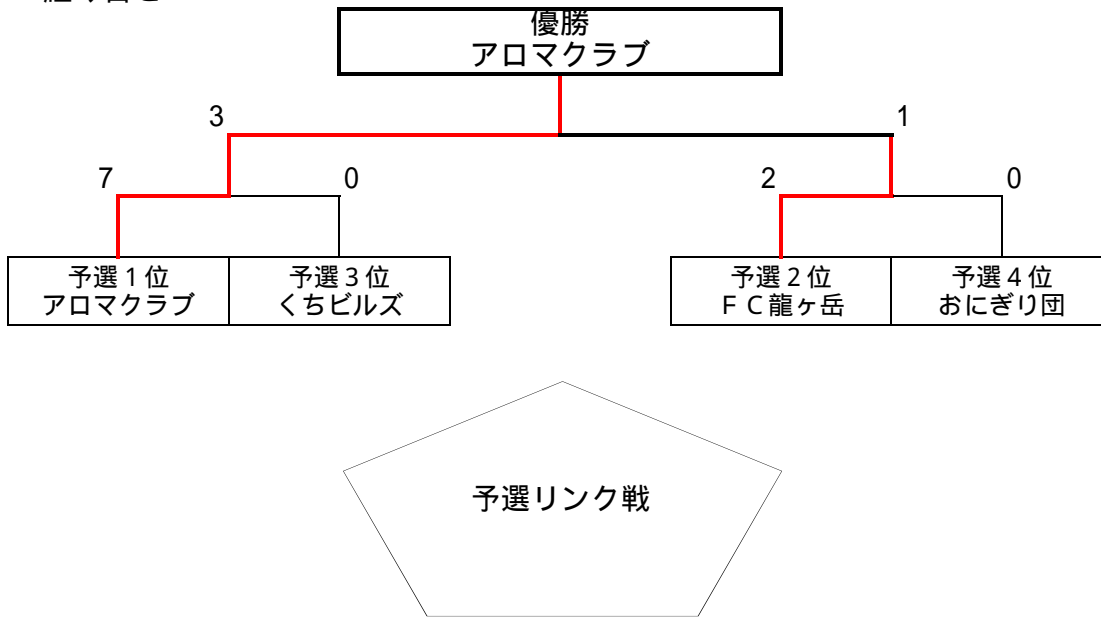 優勝
アロマクラブ
3
1
7
0
2
0
予選1位
アロマクラブ
予選3位
くちビルズ
予選2位
FC龍ヶ岳
予選4位
おにぎり団
予選リンク戦